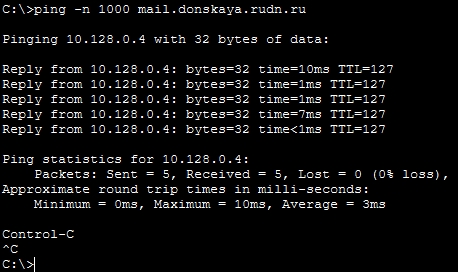 C:\>ping -n 1000 mail.donskaya.rudn.ru
Pinging 10.128.0.4 with 32 bytes of data:
Reply from 10.128.0.4: bytes=32 time=10ms TTL=127
Reply from 10.128.0.4: bytes=32 time=1ms TTL=127
Reply from 10.128.0.4: bytes=32 time=1ms TTL=127
Reply from 10.128.0.4: bytes=32 time=7ms TTL=127
Reply from 10.128.0.4: bytes=32 time<1ms TTL=127
Ping statistics for 10.128.0.4:
    Packets: Sent = 5, Received = 5, Lost = 0 (0% loss),
Approximate round trip times in milli-seconds:
    Minimum = 0ms, Maximum = 10ms, Average = 3ms
Control-C
^C
C:\>